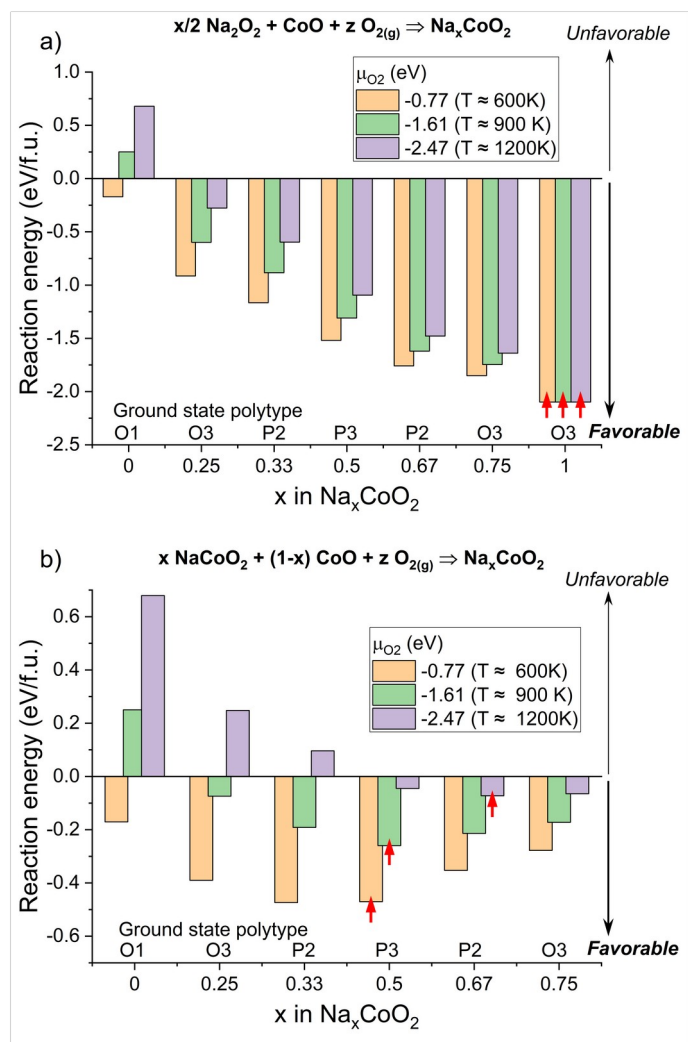 a)
x/2 Na₂O₂ + CoO + z O₂₍g₎ ⇒ NaₓCoO₂
Unfavorable
μO₂ (eV)
-0.77 (T ≈ 600K)
-1.61 (T ≈ 900 K)
-2.47 (T ≈ 1200K)
Reaction energy (eV/f.u.)
1.0
0.5
0.0
-0.5
-1.0
-1.5
-2.0
-2.5
Ground state polytype
O1 O3 P2 P3 P2 O3 O3
Favorable
0 0.25 0.33 0.5 0.67 0.75 1
x in NaₓCoO₂
b)
x NaCoO₂ + (1-x) CoO + z O₂₍g₎ ⇒ NaₓCoO₂
Unfavorable
μO2 (eV)
-0.77 (T ≈ 600K)
-1.61 (T ≈ 900 K)
-2.47 (T ≈ 1200K)
Reaction energy (eV/f.u.)
0.6
0.4
0.2
0.0
-0.2
-0.4
-0.6
Ground state polytype
O1 O3 P2 P3 P2 O3
Favorable
0 0.25 0.33 0.5 0.67 0.75
x in NaₓCoO₂